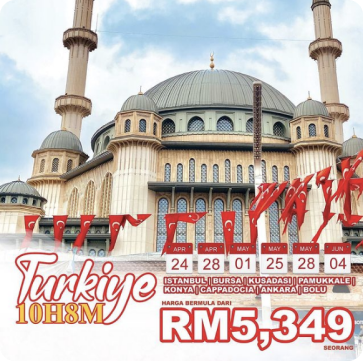 Turkiye
10H8M
APR 24
APR 28
MAY 01
MAY 25
MAY 28
JUN 04
ISTANBUL | BURSA | KUSADASI | PAMUKKALE |
KONYA | CAPPADOCIA | ANKARA | BOLU
HARGA BERMULA DARI
RM5,349
SEORANG